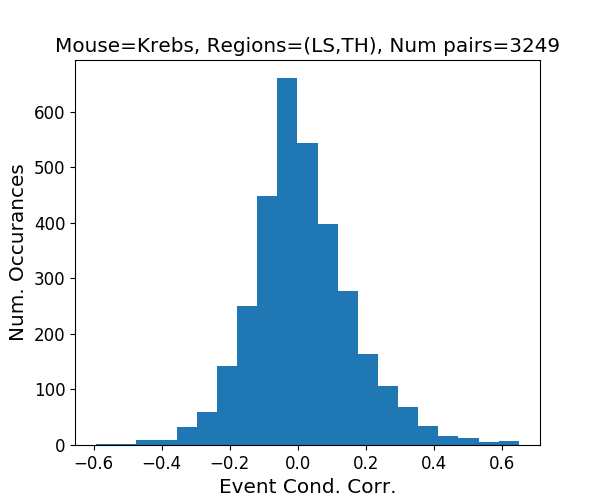 Mouse=Krebs, Regions=(LS,TH), Num pairs=3249
Num. Occurances
600
500
400
300
200
100
0
−0.6 −0.4 −0.2 0.0 0.2 0.4 0.6
Event Cond. Corr.